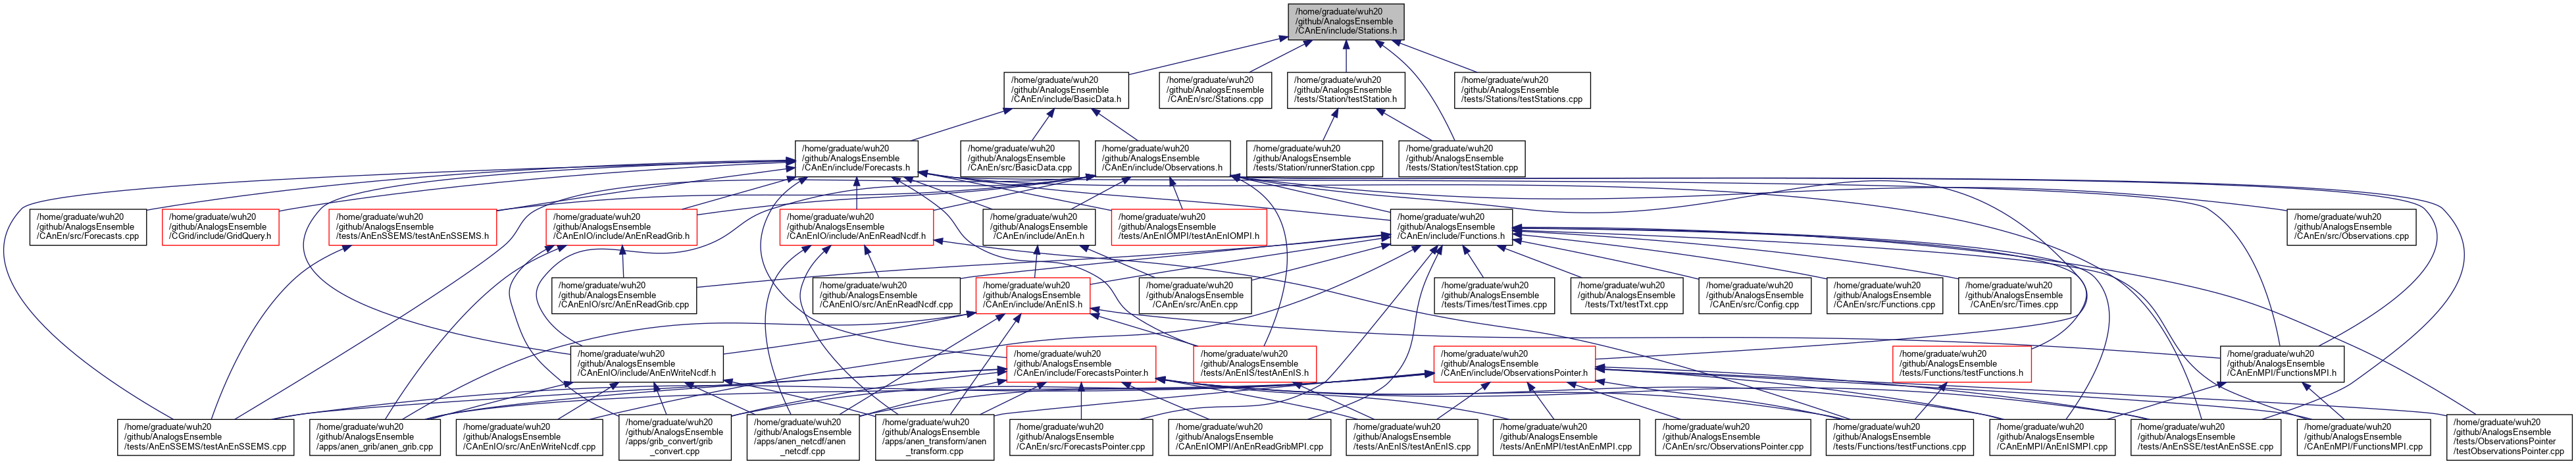 /home/graduate/wuh20
/github/AnalogsEnsemble
/CAnEn/include/Stations.h
/home/graduate/wuh20
/github/AnalogsEnsemble
/CAnEn/include/BasicData.h
/home/graduate/wuh20
/github/AnalogsEnsemble
/CAnEn/src/Stations.cpp
/home/graduate/wuh20
/github/AnalogsEnsemble
/tests/Station/testStation.h
/home/graduate/wuh20
/github/AnalogsEnsemble
/tests/Stations/testStations.cpp
/home/graduate/wuh20
/github/AnalogsEnsemble
/CAnEn/include/Forecasts.h
/home/graduate/wuh20
/github/AnalogsEnsemble
/CAnEn/src/BasicData.cpp
/home/graduate/wuh20
/github/AnalogsEnsemble
/CAnEn/include/Observations.h
/home/graduate/wuh20
/github/AnalogsEnsemble
/tests/Station/runnerStation.cpp
/home/graduate/wuh20
/github/AnalogsEnsemble
/tests/Station/testStation.cpp
/home/graduate/wuh20
/github/AnalogsEnsemble
/CAnEn/src/Forecasts.cpp
/home/graduate/wuh20
/github/AnalogsEnsemble
/CGrid/include/GridQuery.h
/home/graduate/wuh20
/github/AnalogsEnsemble
/tests/AnEnSSEMS/testAnEnSSEMS.h
/home/graduate/wuh20
/github/AnalogsEnsemble
/CAnEnIO/include/AnEnReadGrib.h
/home/graduate/wuh20
/github/AnalogsEnsemble
/CAnEnIO/include/AnEnReadNcdf.h
/home/graduate/wuh20
/github/AnalogsEnsemble
/CAnEn/include/AnEn.h
/home/graduate/wuh20
/github/AnalogsEnsemble
/tests/AnEnIOMPI/testAnEnIOMPI.h
/home/graduate/wuh20
/github/AnalogsEnsemble
/CAnEn/include/Functions.h
/home/graduate/wuh20
/github/AnalogsEnsemble
/CAnEn/src/Observations.cpp
/home/graduate/wuh20
/github/AnalogsEnsemble
/CAnEnIO/src/AnEnReadGrib.cpp
/home/graduate/wuh20
/github/AnalogsEnsemble
/CAnEnIO/src/AnEnReadNcdf.cpp
/home/graduate/wuh20
/github/AnalogsEnsemble
/CAnEn/include/AnEnIS.h
/home/graduate/wuh20
/github/AnalogsEnsemble
/CAnEn/src/AnEn.cpp
/home/graduate/wuh20
/github/AnalogsEnsemble
/tests/Times/testTimes.cpp
/home/graduate/wuh20
/github/AnalogsEnsemble
/tests/Txt/testTxt.cpp
/home/graduate/wuh20
/github/AnalogsEnsemble
/CAnEn/src/Config.cpp
/home/graduate/wuh20
/github/AnalogsEnsemble
/CAnEn/src/Functions.cpp
/home/graduate/wuh20
/github/AnalogsEnsemble
/CAnEn/src/Times.cpp
/home/graduate/wuh20
/github/AnalogsEnsemble
/CAnEnIO/include/AnEnWriteNcdf.h
/home/graduate/wuh20
/github/AnalogsEnsemble
/CAnEn/include/ForecastsPointer.h
/home/graduate/wuh20
/github/AnalogsEnsemble
/tests/AnEnIS/testAnEnIS.h
/home/graduate/wuh20
/github/AnalogsEnsemble
/CAnEn/include/ObservationsPointer.h
/home/graduate/wuh20
/github/AnalogsEnsemble
/tests/Functions/testFunctions.h
/home/graduate/wuh20
/github/AnalogsEnsemble
/CAnEnMPI/FunctionsMPI.h
/home/graduate/wuh20
/github/AnalogsEnsemble
/tests/AnEnSSEMS/testAnEnSSEMS.cpp
/home/graduate/wuh20
/github/AnalogsEnsemble
/apps/anen_grib/anen_grib.cpp
/home/graduate/wuh20
/github/AnalogsEnsemble
/CAnEnIO/src/AnEnWriteNcdf.cpp
/home/graduate/wuh20
/github/AnalogsEnsemble
/apps/grib_convert/grib
_convert.cpp
/home/graduate/wuh20
/github/AnalogsEnsemble
/apps/anen_netcdf/anen
_netcdf.cpp
/home/graduate/wuh20
/github/AnalogsEnsemble
/apps/anen_transform/anen
_transform.cpp
/home/graduate/wuh20
/github/AnalogsEnsemble
/CAnEn/src/ForecastsPointer.cpp
/home/graduate/wuh20
/github/AnalogsEnsemble
/CAnEnIOMPI/AnEnReadGribMPI.cpp
/home/graduate/wuh20
/github/AnalogsEnsemble
/tests/AnEnIS/testAnEnIS.cpp
/home/graduate/wuh20
/github/AnalogsEnsemble
/tests/AnEnMPI/testAnEnMPI.cpp
/home/graduate/wuh20
/github/AnalogsEnsemble
/CAnEn/src/ObservationsPointer.cpp
/home/graduate/wuh20
/github/AnalogsEnsemble
/tests/Functions/testFunctions.cpp
/home/graduate/wuh20
/github/AnalogsEnsemble
/CAnEnMPI/AnEnISMPI.cpp
/home/graduate/wuh20
/github/AnalogsEnsemble
/tests/AnEnSSE/testAnEnSSE.cpp
/home/graduate/wuh20
/github/AnalogsEnsemble
/CAnEnMPI/FunctionsMPI.cpp
/home/graduate/wuh20
/github/AnalogsEnsemble
/tests/ObservationsPointer
/testObservationsPointer.cpp